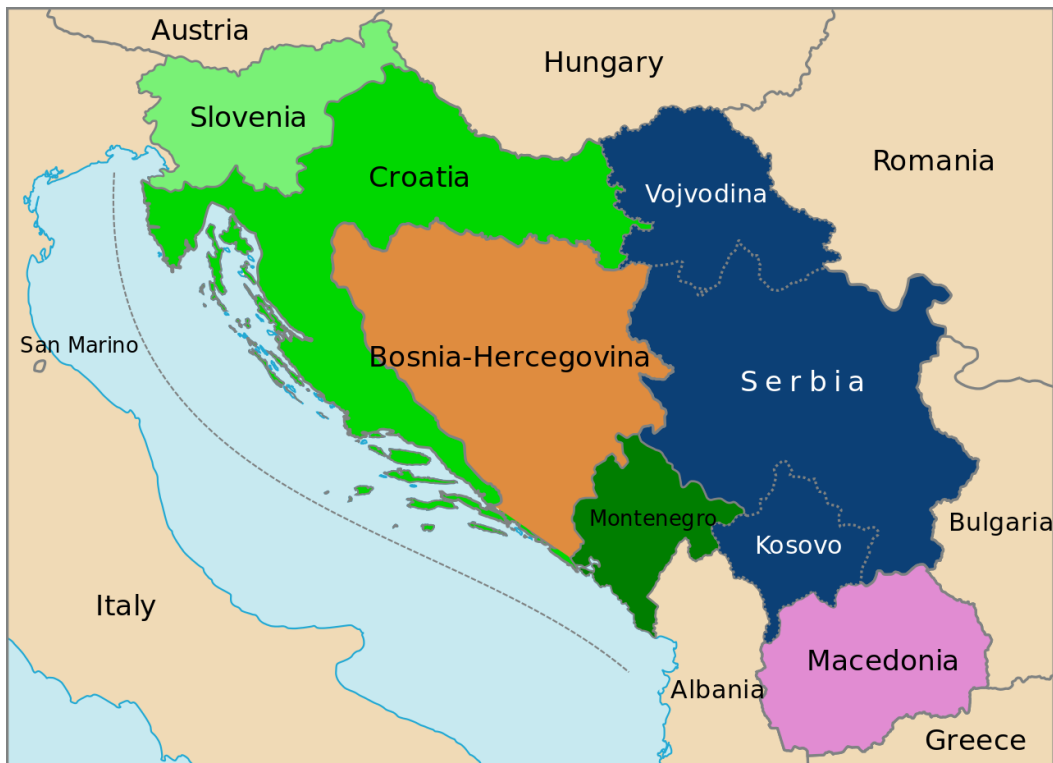 Austria
Hungary
Slovenia
Romania
Croatia
Vojvodina
San Marino
Bosnia-Hercegovina
Serbia
Montenegro
Bulgaria
Kosovo
Italy
Macedonia
Albania
Greece